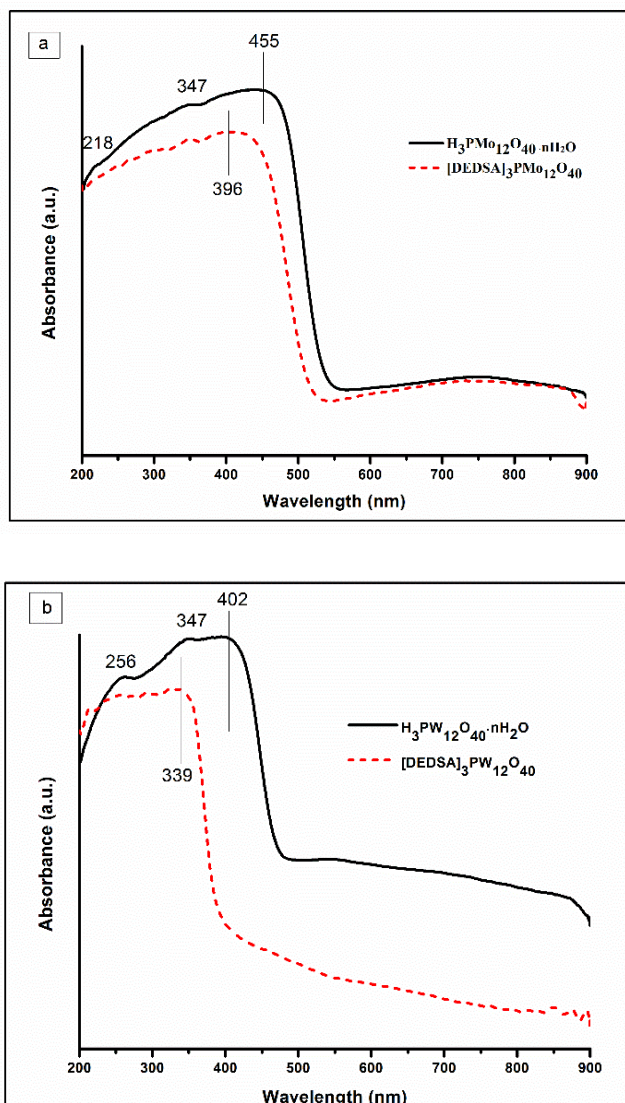 a
455
347
218
396
H₃PMo₁₂O₄₀·nH₂O
[DEDSA]₃PMo₁₂O₄₀
Absorbance (a.u.)
200 300 400 500 600 700 800 900
Wavelength (nm)
b
402
347
256
339
H₃PW₁₂O₄₀·nH₂O
[DEDSA]₃PW₁₂O₄₀
Absorbance (a.u.)
200 300 400 500 600 700 800 900
Wavelength (nm)